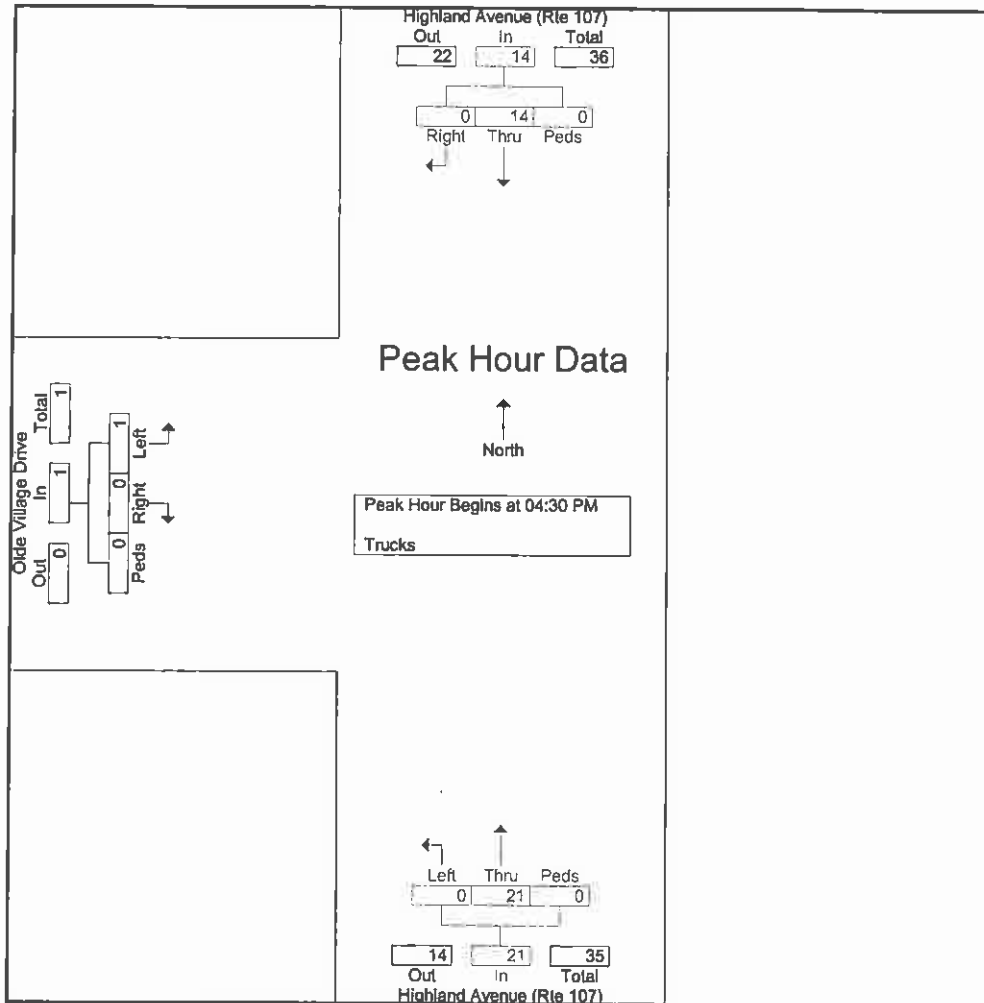 Highland Avenue (Rte 107)
Out In Total
22 14 36
0 14 0
Right Thru Peds
Peak Hour Data
North
Peak Hour Begins at 04:30 PM
Trucks
Olde Village Drive
Out In Total
0 1 1
0 0 1
Peds Right Left
Left Thru Peds
0 21 0
14 21 35
Out In Total
Highland Avenue (Rte 107)